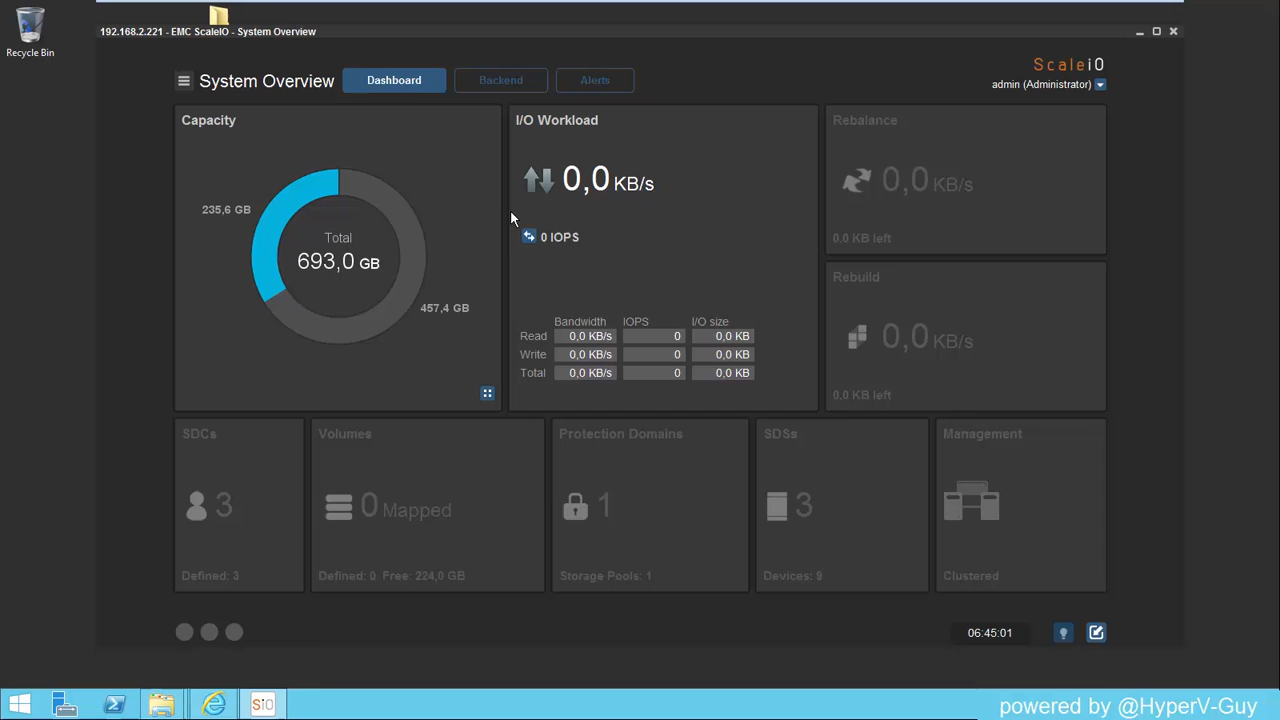 Recycle Bin
192.168.2.221 - EMC ScaleIO - System Overview
System Overview
Dashboard
Backend
Alerts
ScaleiO
admin (Administrator)
Capacity
235,6 GB
Total
693,0 GB
457,4 GB
I/O Workload
0,0 KB/s
0 IOPS
Bandwidth IOPS I/O size
Read 0,0 KB/s 0 0,0 KB
Write 0,0 KB/s 0 0,0 KB
Total 0,0 KB/s 0 0,0 KB
Rebalance
0,0 KB/s
0.0 KB left
Rebuild
0,0 KB/s
0.0 KB left
SDCs
3
Defined: 3
Volumes
0 Mapped
Defined: 0 Free: 224,0 GB
Protection Domains
1
Storage Pools: 1
SDSs
3
Devices: 9
Management
Clustered
06:45:01
SiO
powered by @HyperV-Guy